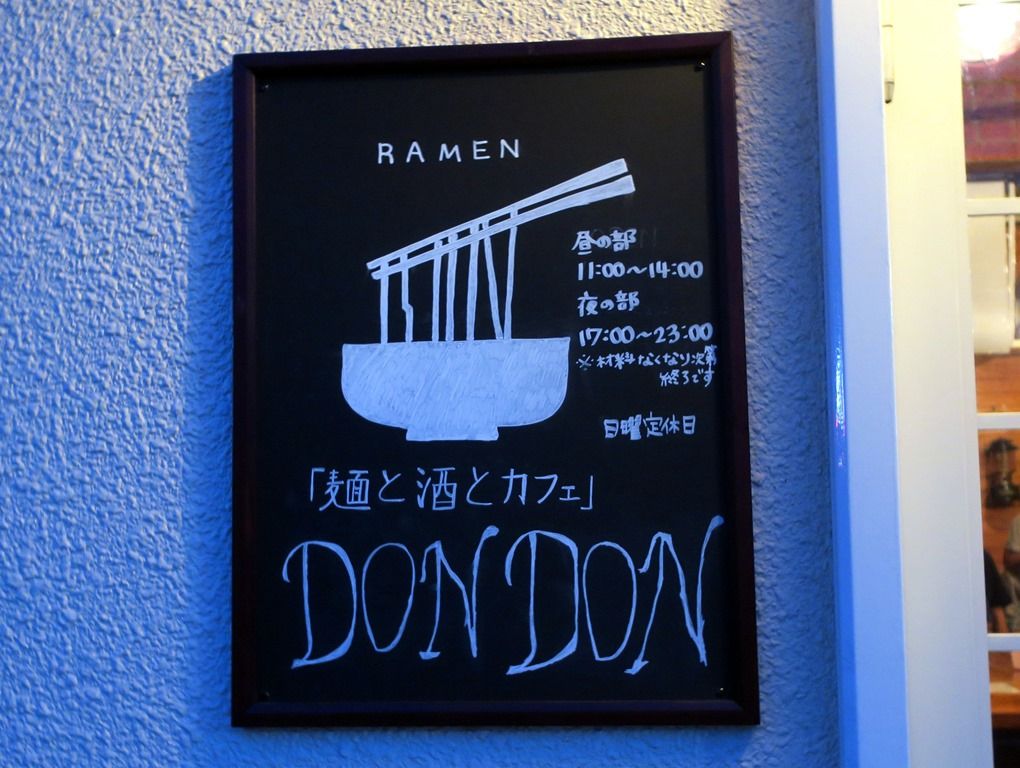 RAMEN
昼の部
11:00～14:00
夜の部
17:00～23:00
※材料なくなり次第
終了です
日曜定休日
「麺と酒とカフェ」
DON DON